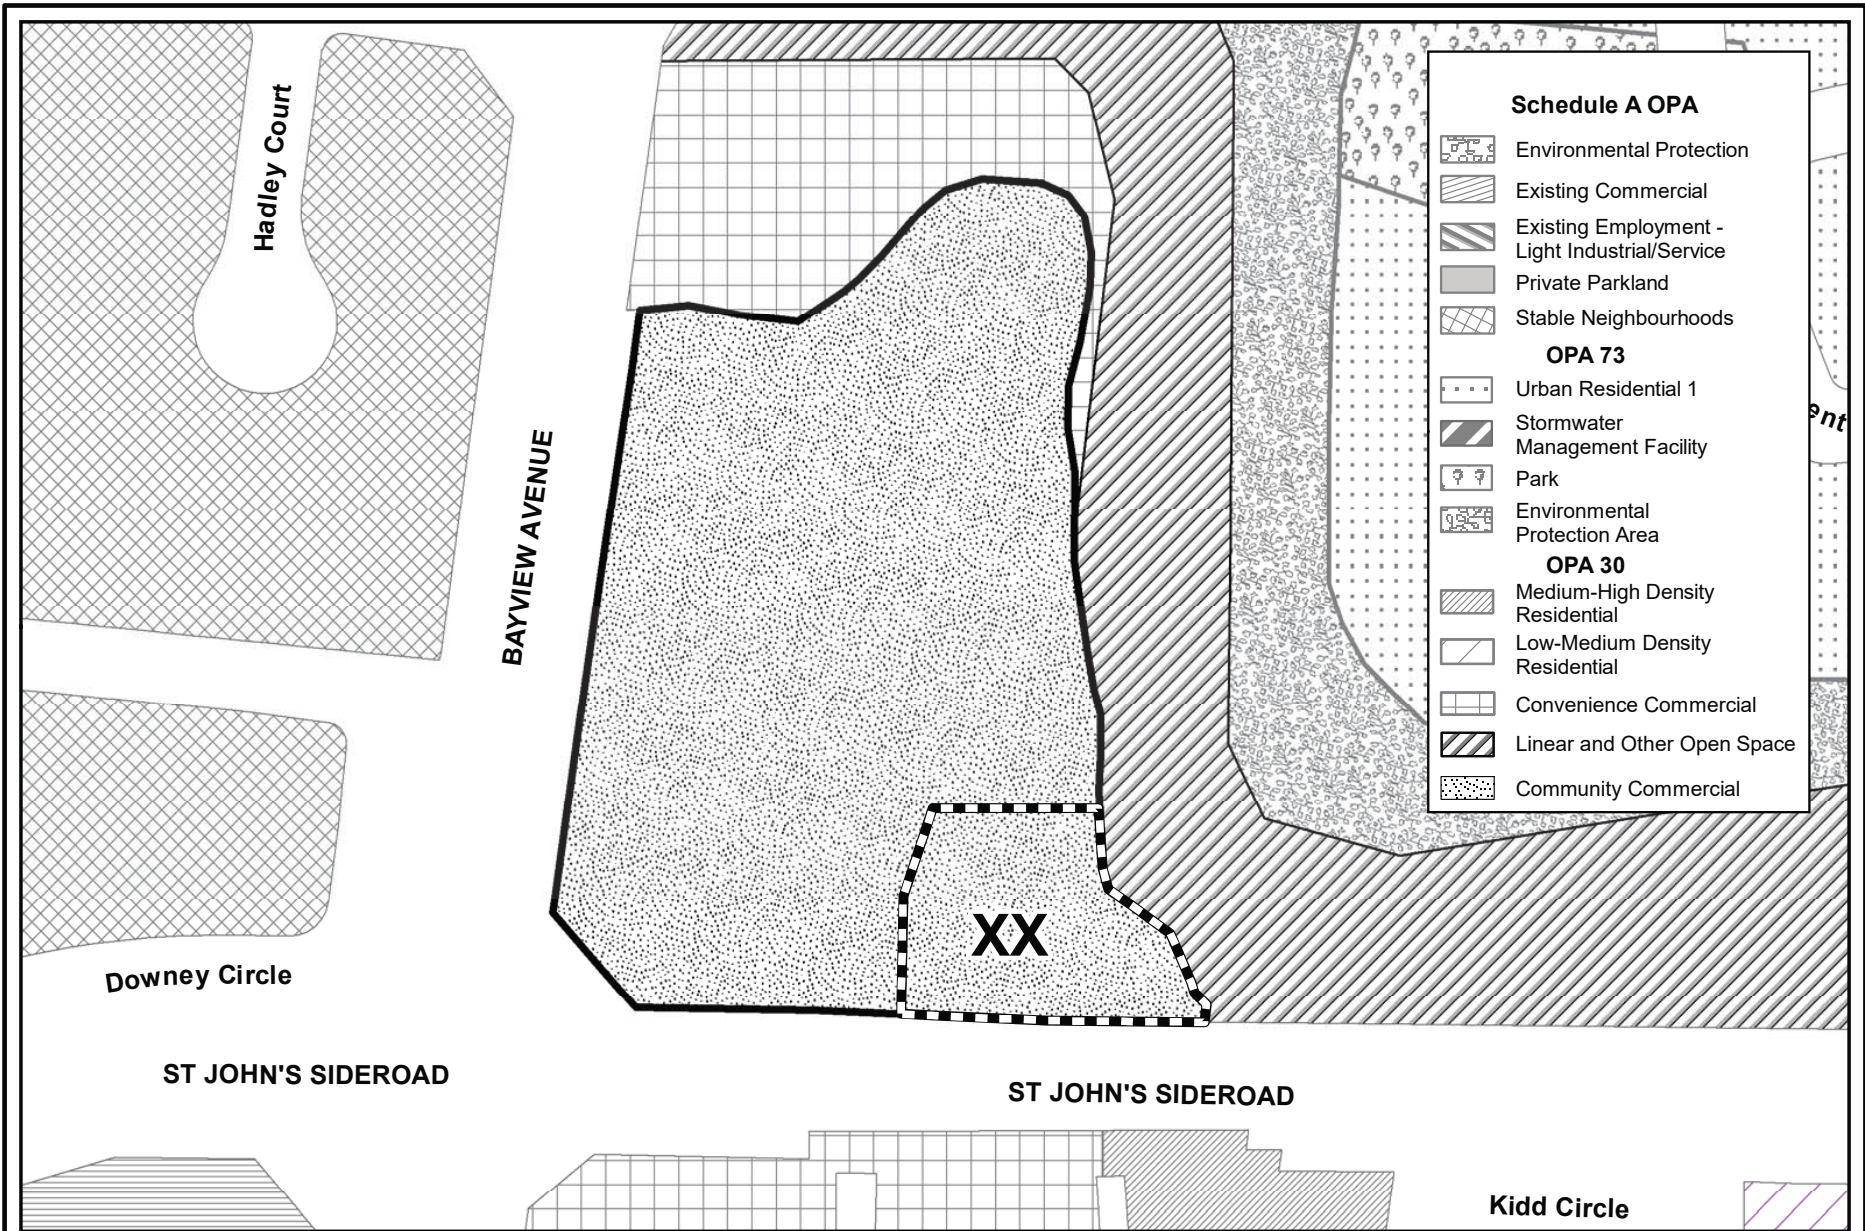 Hadley Court
BAYVIEW AVENUE
Downey Circle
ST JOHN'S SIDEROAD
XX
ST JOHN'S SIDEROAD
Kidd Circle
Schedule A OPA
Environmental Protection
Existing Commercial
Existing Employment -
Light Industrial/Service
Private Parkland
Stable Neighbourhoods
OPA 73
Urban Residential 1
Stormwater
Management Facility
Park
Environmental
Protection Area
OPA 30
Medium-High Density
Residential
Low-Medium Density
Residential
Convenience Commercial
Linear and Other Open Space
Community Commercial